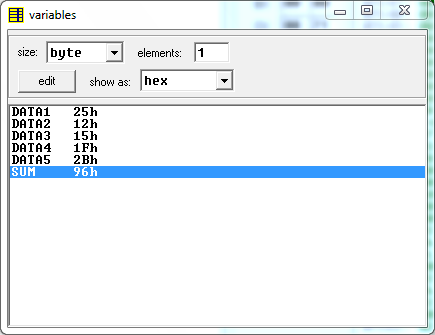 variables
size: byte elements: 1
edit show as: hex
DATA1 25h
DATA2 12h
DATA3 15h
DATA4 1Fh
DATA5 2Bh
SUM 96h